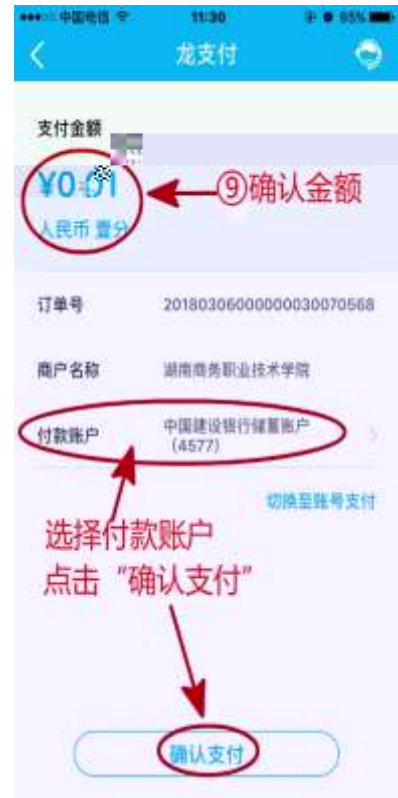 中国电信 11:30 65%
龙支付
支付金额
¥0.01
⑨确认金额
人民币 壹分
订单号 20180306000000030070568
商户名称 湖南商务职业技术学院
付款账户 中国建设银行储蓄账户
(4577)
切换至账号支付
选择付款账户
点击“确认支付”
确认支付